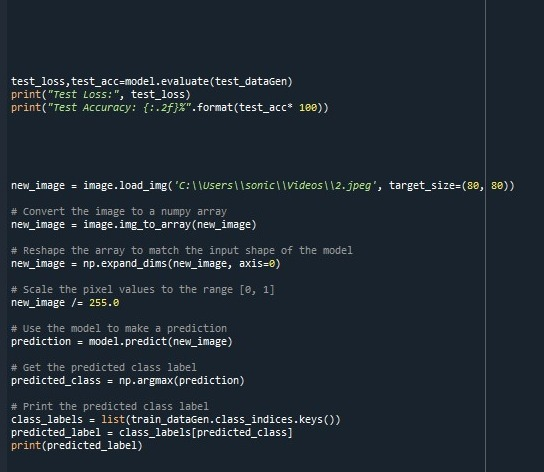 test_loss,test_acc=model.evaluate(test_dataGen)
print("Test Loss:", test_loss)
print("Test Accuracy: {:.2f}%".format(test_acc* 100))
new_image = image.load_img('C:\\Users\\sonic\\Videos\\2.jpeg', target_size=(80, 80))
# Convert the image to a numpy array
new_image = image.img_to_array(new_image)
# Reshape the array to match the input shape of the model
new_image = np.expand_dims(new_image, axis=0)
# Scale the pixel values to the range [0, 1]
new_image /= 255.0
# Use the model to make a prediction
prediction = model.predict(new_image)
# Get the predicted class label
predicted_class = np.argmax(prediction)
# Print the predicted class label
class_labels = list(train_dataGen.class_indices.keys())
predicted_label = class_labels[predicted_class]
print(predicted_label)